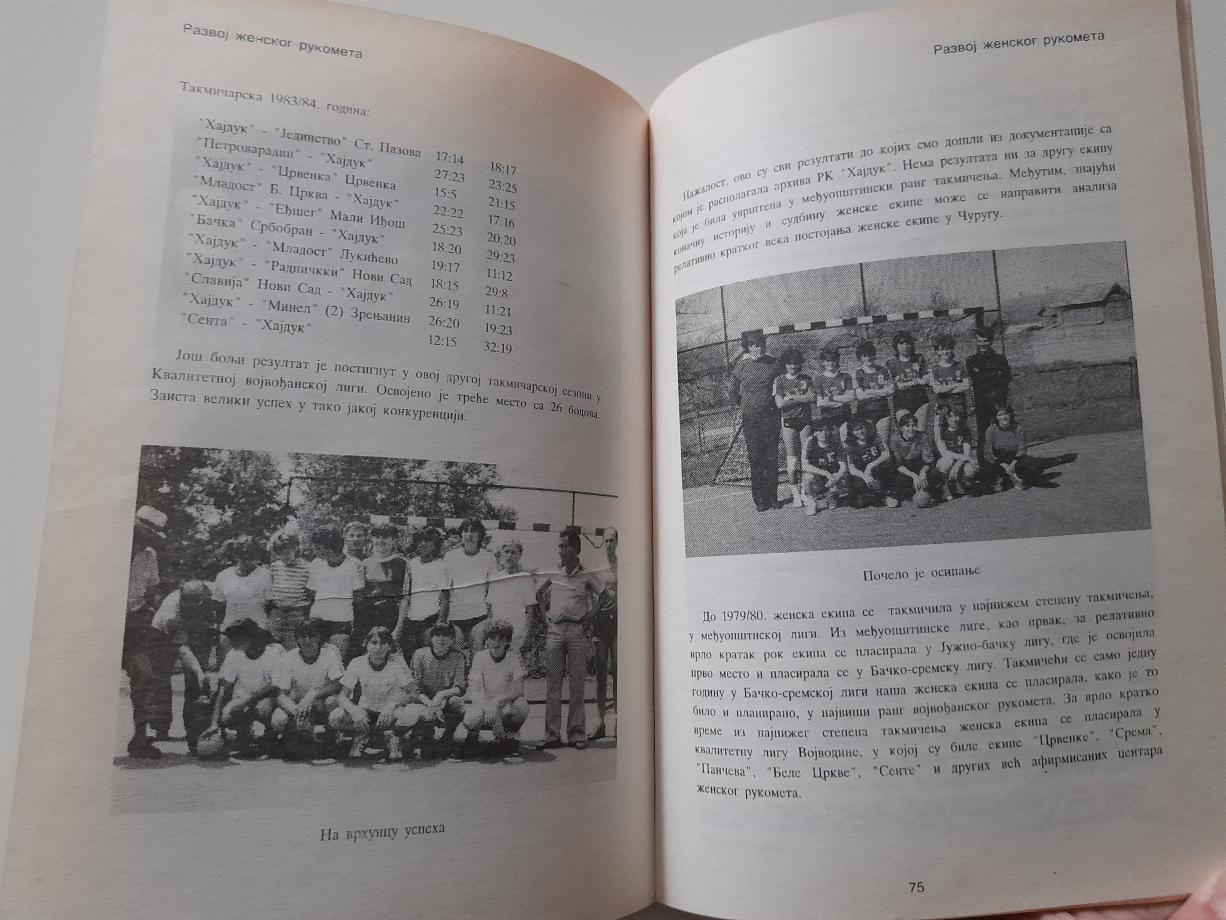 Развој женског рукомета
Такмичарска 1983/84. година:
"Хајдук" - "Јединство" Ст. Пазова 17:14 18:17
"Петроварадин" - "Хајдук" 27:23 23:25
"Хајдук" - "Црвенка" Црвенка 15:5 21:15
"Младост" Б. Црква - "Хајдук" 22:22 17:16
"Хајдук" - "Еђшег" Мали Иђош 25:23 20:20
"Бачка" Србобран - "Хајдук" 18:20 29:23
"Хајдук" - "Младост" Лукићево 19:17 11:12
"Хајдук" - "Радничкки" Нови Сад 18:15 29:8
"Славија" Нови Сад - "Хајдук" 26:19 11:21
"Хајдук" - "Минел" (2) Зрењанин 26:20 19:23
"Сента" - "Хајдук" 12:15 32:19
Још бољи резултат је постигнут у овој другој такмичарској сезони у
Квалитетној војвођанској лиги. Освојено је треће место са 26 бодова.
Заиста велики успех у тако јакој конкуренцији.
На врхунцу успеха
Развој женског рукомета
Нажалост, ово су сви резултати до којих смо дошли из документације са
којом је располагала архива РК "Хајдук". Нема резултата ни за другу екипу
која је била уврштена у међуопштински ранг такмичења. Међутим, знајући
коначну историју и судбину женске екипе може се направити анализа
релативно кратког века постојања женске екипе у Чуругу.
Почело је осипање
До 1979/80. женска екипа се такмичила у најнижем степену такмичења,
у међуопштиској лиги. Из међуопштинске лиге, као првак, за релативно
врло кратак рок екипа се пласирала у Јужно-бачку лигу, где је освојила
прво место и пласирала се у Бачко-сремску лигу. Такмичећи се само једну
годину у Бачко-сремској лиги наша женска екипа се пласирала, како је то
било и планирано, у највиши ранг војвођанског рукомета. За врло кратко
време из најнижег степена такмичења женска екипа се пласирала у
квалитетну лигу Војводине, у којој су биле екипе "Црвенке", "Срема",
"Панчева", "Беле Цркве", "Сенте" и других већ афирмисаних центара
женског рукомета.
75